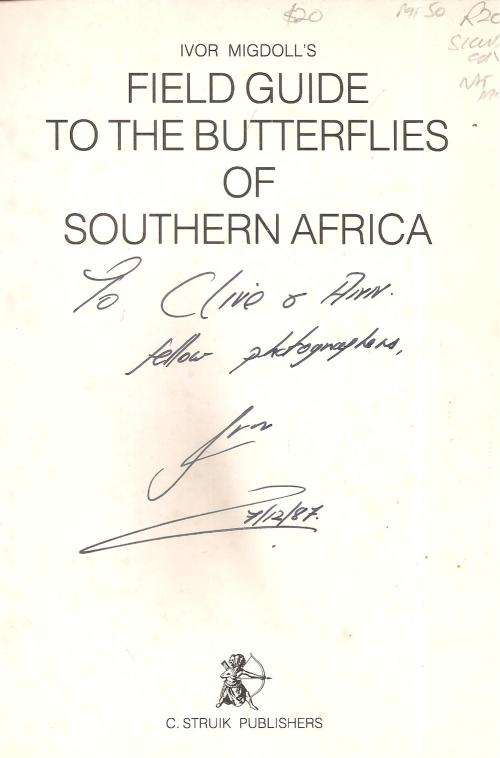 $20
IVOR MIGDOLL'S
FIELD GUIDE
TO THE BUTTERFLIES
OF
SOUTHERN AFRICA
To Clive & Ann.
fellow photographers,
Ivor
7/12/87.
C. STRUIK PUBLISHERS